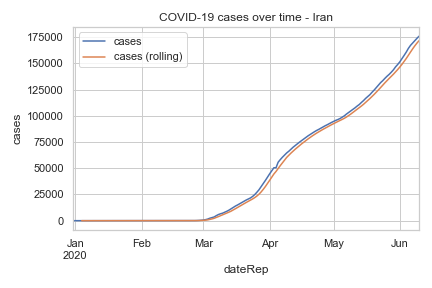 COVID-19 cases over time - Iran
cases
cases (rolling)
175000
150000
125000
100000
75000
50000
25000
0
cases
Jan
2020
Feb
Mar
Apr
May
Jun
dateRep